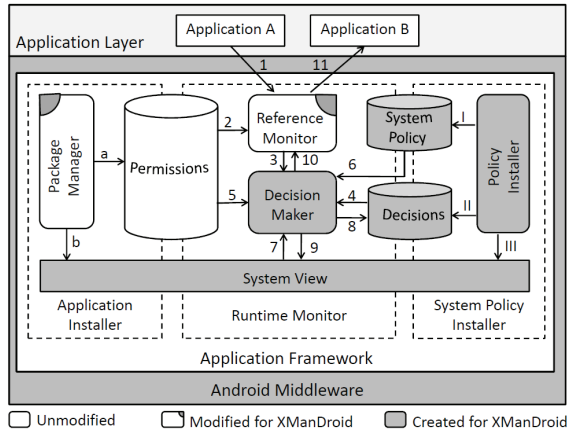 Application A
Application B
Application Layer
1
11
Package
Manager
a
b
Permissions
2
Reference
Monitor
3
10
System
Policy
I
Policy
Installer
6
5
Decision
Maker
4
8
Decisions
II
III
7
9
System View
Application
Installer
Runtime Monitor
System Policy
Installer
Application Framework
Android Middleware
Unmodified
Modified for XManDroid
Created for XManDroid